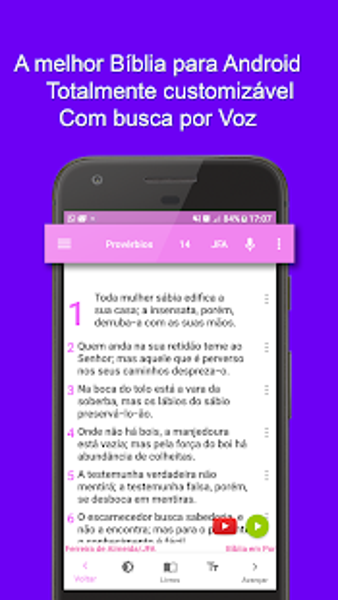 A melhor Bíblia para Android
Totalmente customizável
Com busca por Voz
84% 17:07
Provérbios 14 JFA
1 Toda mulher sábia edifica a
sua casa; a insensata, porém,
derruba-a com as suas mãos.
2 Quem anda na sua retidão teme ao
Senhor; mas aquele que é perverso
nos seus caminhos despreza-o.
3 Na boca do tolo está a vara da
soberba, mas os lábios do sábio
preservá-lo-ão.
4 Onde não há bois, a manjedoura
está vazia; mas pela força do boi há
abundância de colheitas.
5 A testemunha verdadeira não
mentirá; a testemunha falsa, porém,
se desboca em mentiras.
6 O escarnecedor busca sabedoria, e
não a encontra; mas para o
conhecimento é fácil!
Ferreira de Almeida/JFA Bíblia em Por
Voltar Livros Tt Avançar